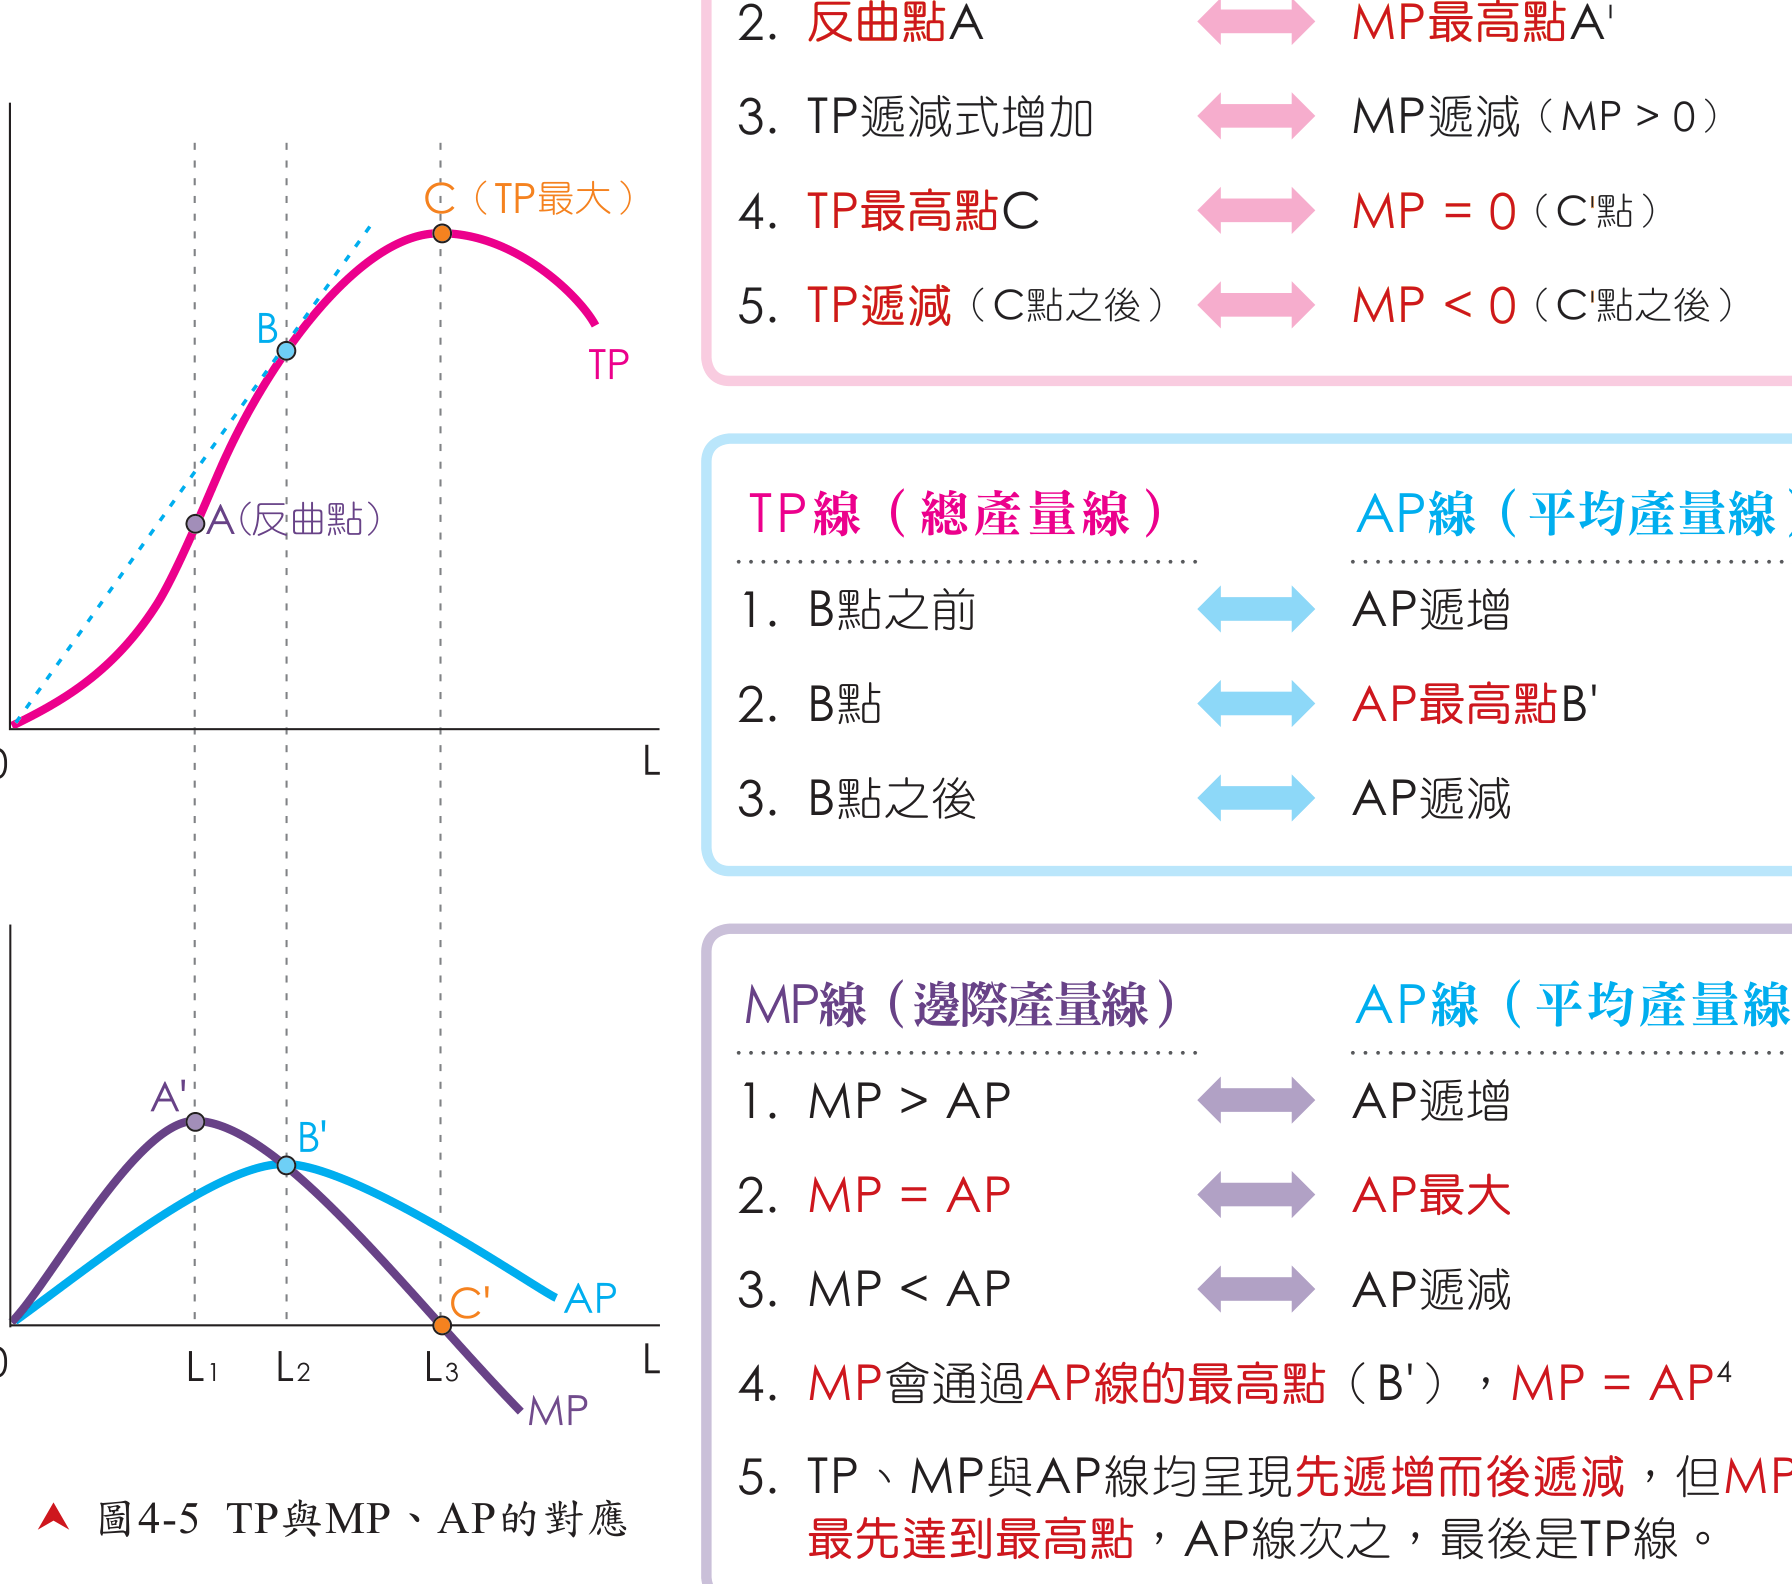 C（TP最大）
B
TP
A(反曲點)
0
L
A'
B'
C'
AP
0
L1
L2
L3
L
MP
圖4-5 TP與MP、AP的對應
2. 反曲點A MP最高點A'
3. TP遞減式增加 MP遞減（MP > 0）
4. TP最高點C MP = 0（C'點）
5. TP遞減（C點之後） MP < 0（C'點之後）
TP線（總產量線） AP線（平均產量線）
1. B點之前 AP遞增
2. B點 AP最高點B'
3. B點之後 AP遞減
MP線（邊際產量線） AP線（平均產量線
1. MP > AP AP遞增
2. MP = AP AP最大
3. MP < AP AP遞減
4. MP會通過AP線的最高點（B'），MP = AP4
5. TP、MP與AP線均呈現先遞增而後遞減，但MP
最先達到最高點，AP線次之，最後是TP線。